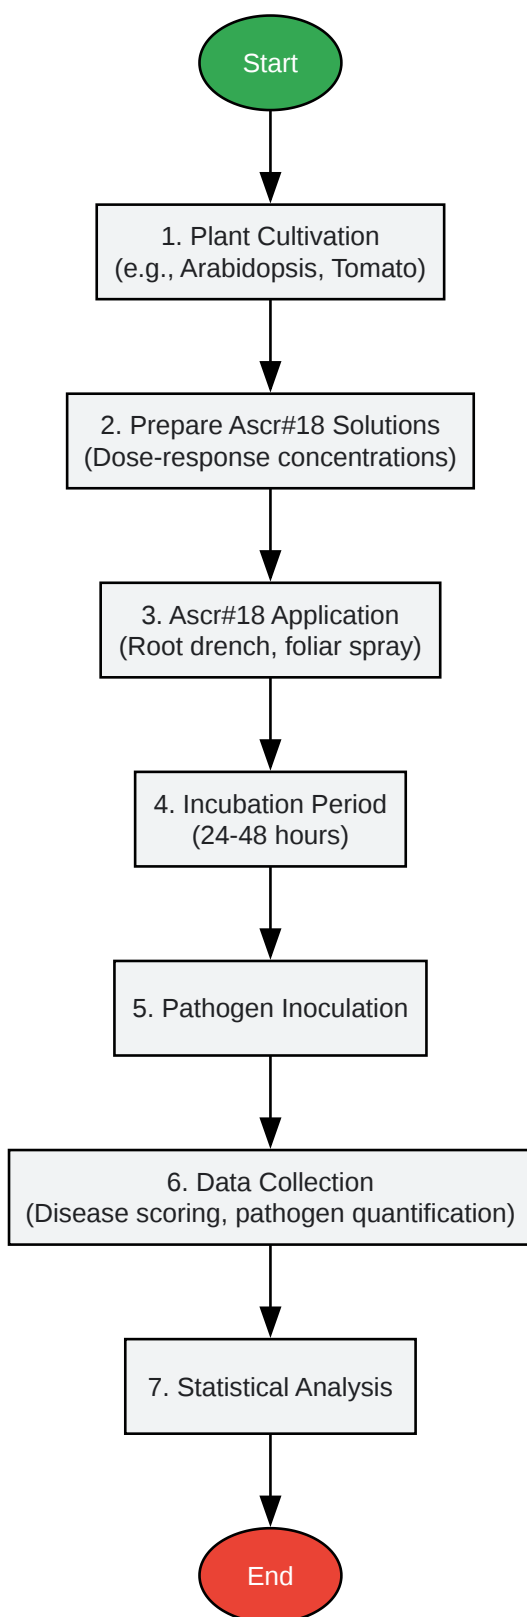 Start
1. Plant Cultivation
(e.g., Arabidopsis, Tomato)
2. Prepare Ascr#18 Solutions
(Dose-response concentrations)
3. Ascr#18 Application
(Root drench, foliar spray)
4. Incubation Period
(24-48 hours)
5. Pathogen Inoculation
6. Data Collection
(Disease scoring, pathogen quantification)
7. Statistical Analysis
End